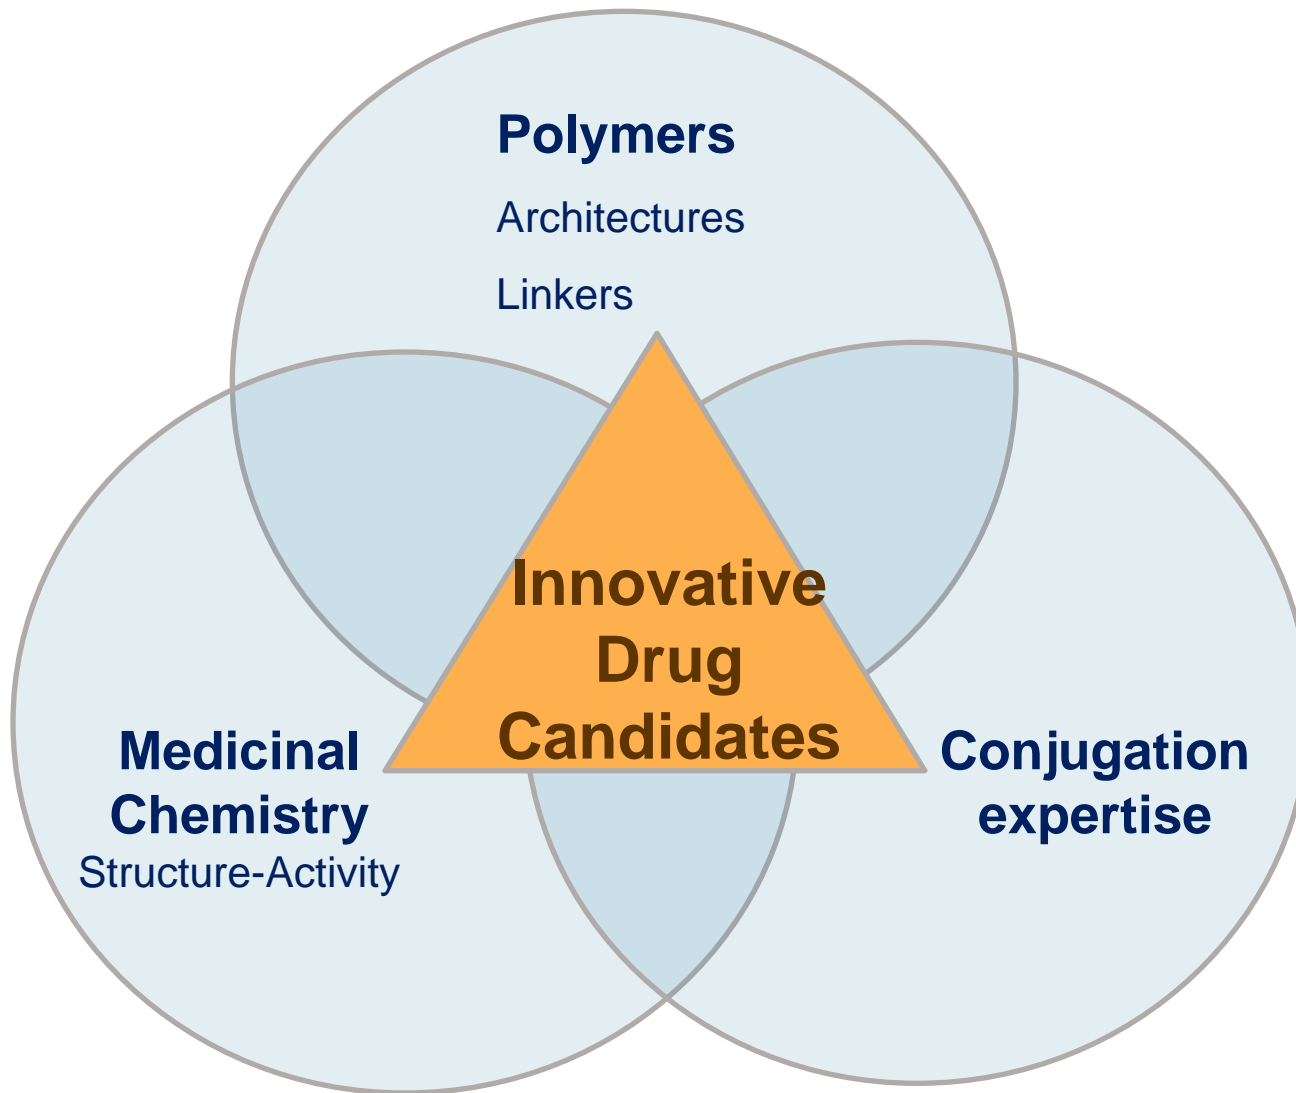 Polymers
Architectures
Linkers
Innovative
Drug
Candidates
Medicinal
Chemistry
Structure-Activity
Conjugation
expertise